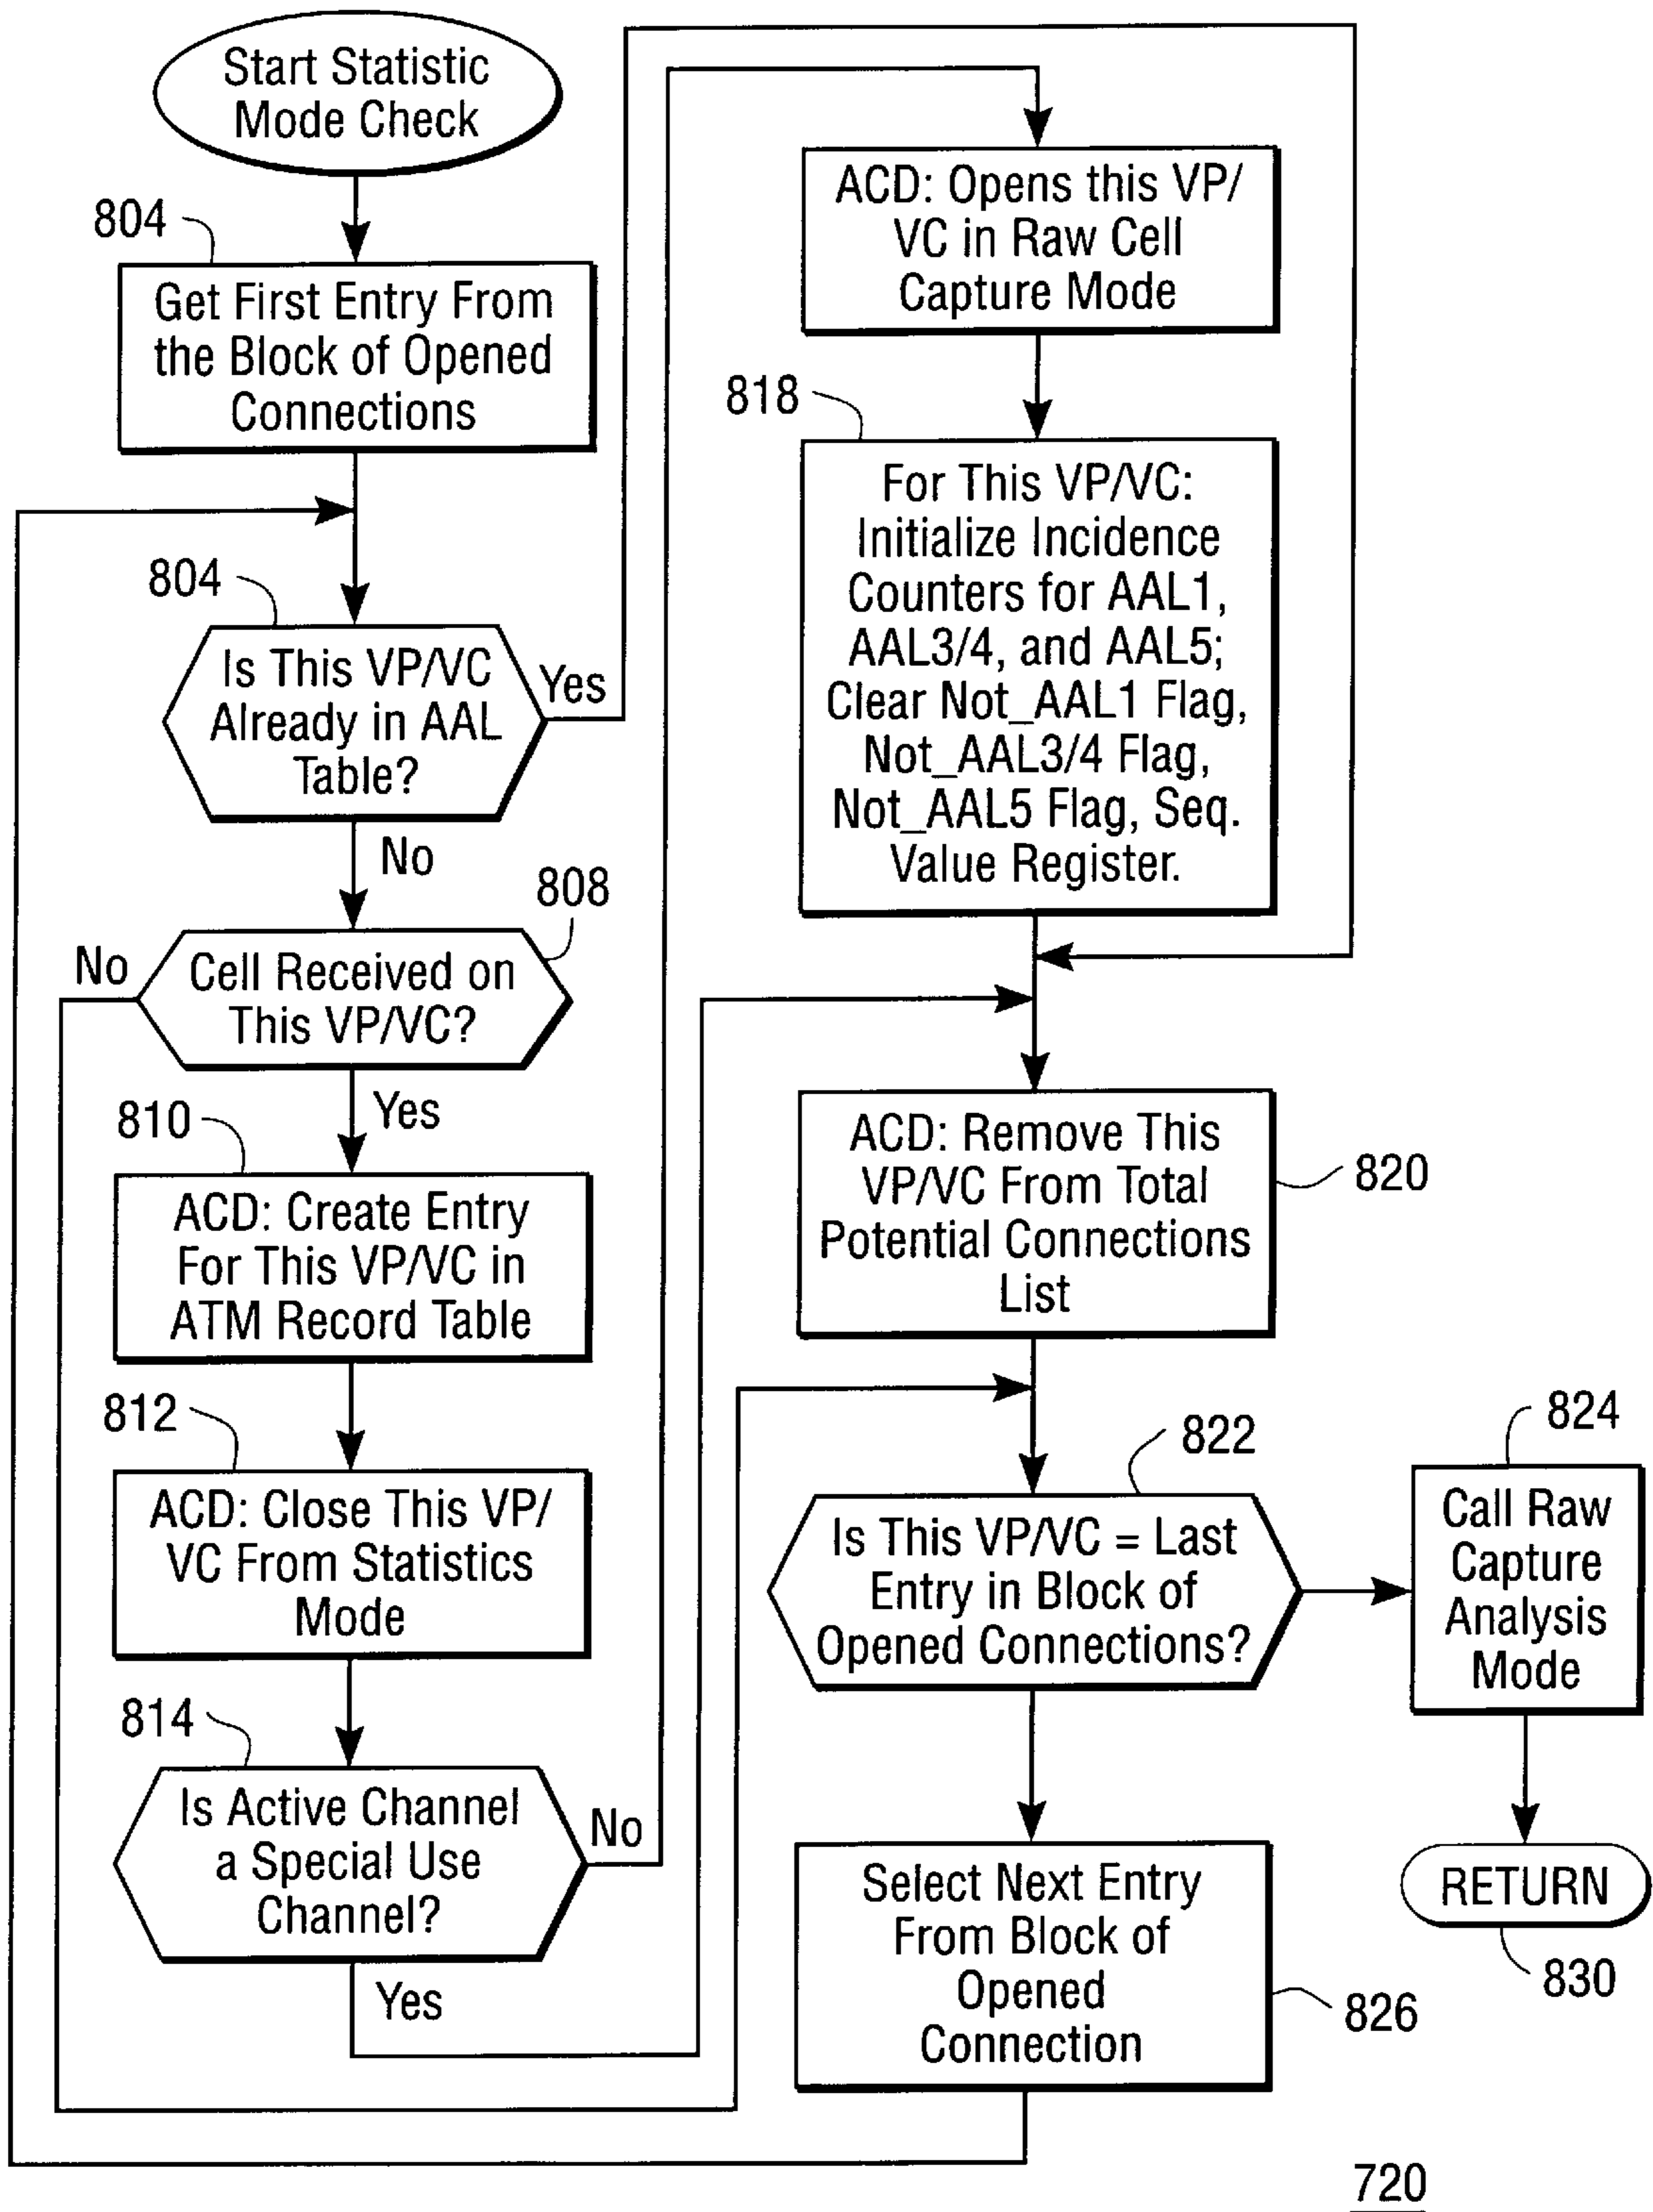 Start Statistic
Mode Check
804
Get First Entry From
the Block of Opened
Connections
804
Is This VP/VC
Already in AAL
Table?
Yes
No
808
Cell Received on
This VP/VC?
No
Yes
810
ACD: Create Entry
For This VP/VC in
ATM Record Table
812
ACD: Close This VP/
VC From Statistics
Mode
814
Is Active Channel
a Special Use
Channel?
No
Yes
ACD: Opens this VP/
VC in Raw Cell
Capture Mode
818
For This VP/VC:
Initialize Incidence
Counters for AAL1,
AAL3/4, and AAL5;
Clear Not_AAL1 Flag,
Not_AAL3/4 Flag,
Not_AAL5 Flag, Seq.
Value Register.
ACD: Remove This
VP/VC From Total
Potential Connections
List
820
822
Is This VP/VC = Last
Entry in Block of
Opened Connections?
824
Call Raw
Capture
Analysis
Mode
RETURN
830
Select Next Entry
From Block of
Opened
Connection
826
720